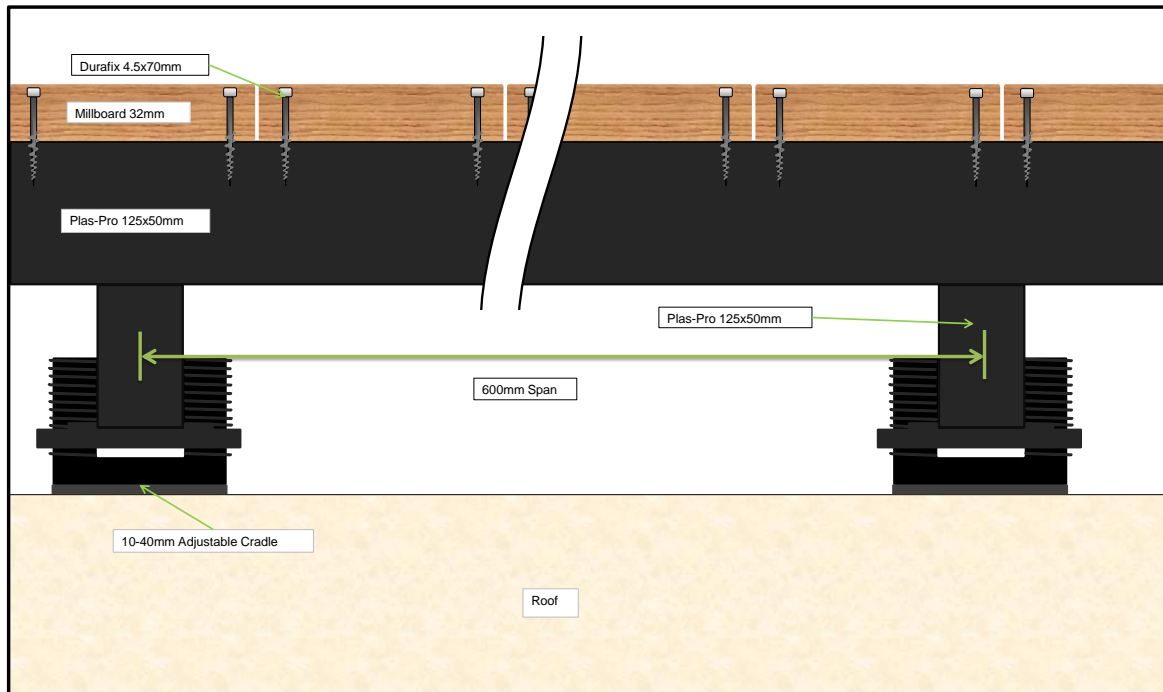 Durafix 4.5x70mm
Millboard 32mm
Plas-Pro 125x50mm
Plas-Pro 125x50mm
600mm Span
10-40mm Adjustable Cradle
Roof